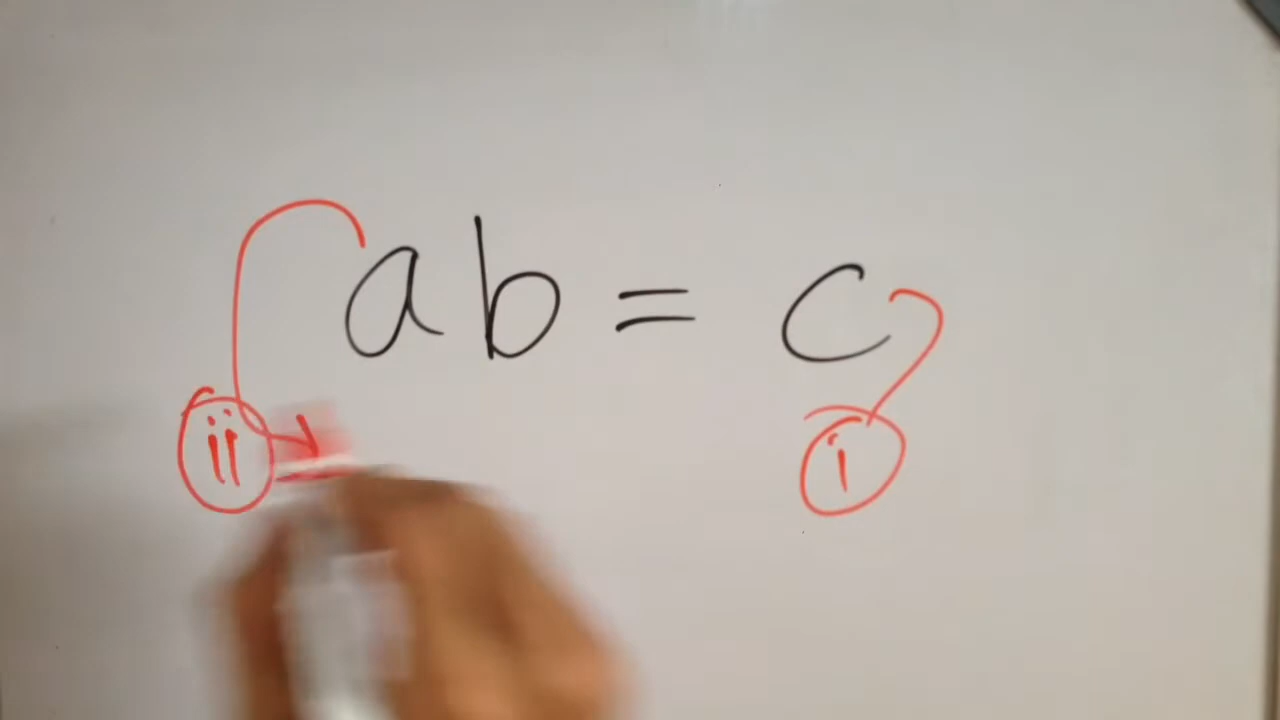 ab = c
ii i